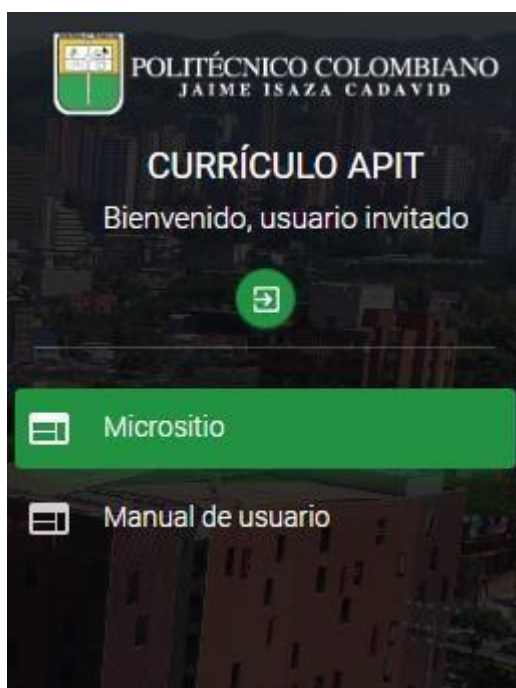 POLITÉCNICO COLOMBIANO
JAIME ISAZA CADAVID
CURRÍCULO APIT
Bienvenido, usuario invitado
Micrositio
Manual de usuario